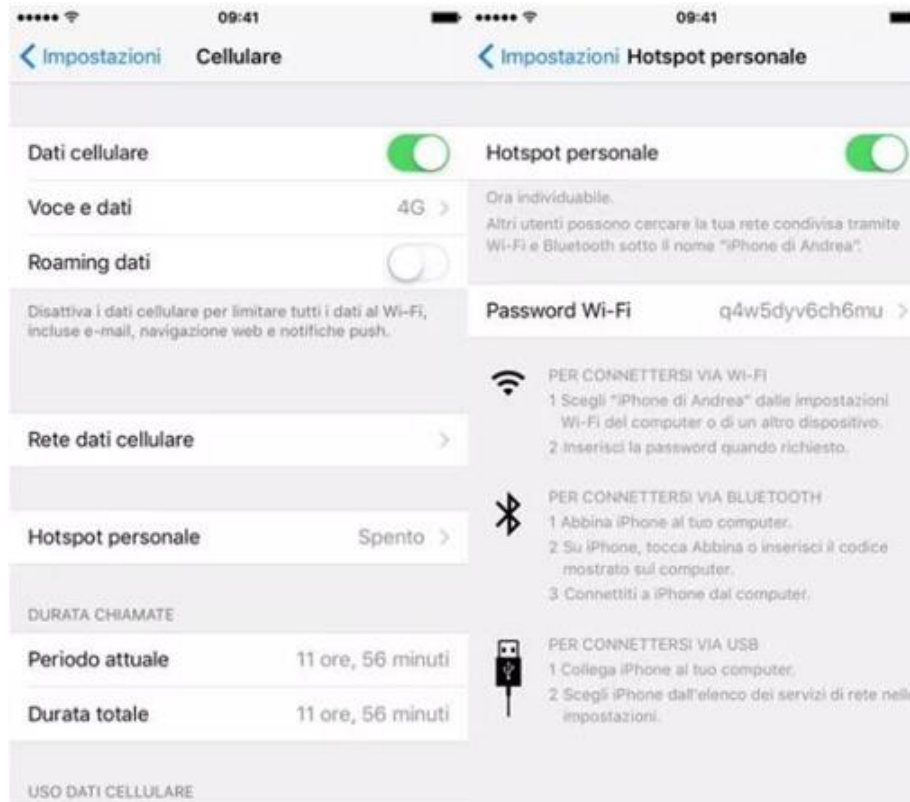 09:41
Impostazioni Cellulare
Dati cellulare
Voce e dati 4G
Roaming dati
Disattiva i dati cellulare per limitare tutti i dati al Wi-Fi,
incluse e-mail, navigazione web e notifiche push.
Rete dati cellulare
Hotspot personale Spento
DURATA CHIAMATE
Periodo attuale 11 ore, 56 minuti
Durata totale 11 ore, 56 minuti
USO DATI CELLULARE
09:41
Impostazioni Hotspot personale
Hotspot personale
Ora individuabile.
Altri utenti possono cercare la tua rete condivisa tramite
Wi-Fi e Bluetooth sotto il nome "iPhone di Andrea".
Password Wi-Fi q4w5dyv6ch6mu
PER CONNETTERSI VIA WI-FI
1 Scegli "iPhone di Andrea" dalle impostazioni
Wi-Fi del computer o di un altro dispositivo.
2 Inserisci la password quando richiesto.
PER CONNETTERSI VIA BLUETOOTH
1 Abbina iPhone al tuo computer.
2 Su iPhone, tocca Abbina o inserisci il codice
mostrato sul computer.
3 Connettiti a iPhone dal computer.
PER CONNETTERSI VIA USB
1 Collega iPhone al tuo computer.
2 Scegli iPhone dall'elenco dei servizi di rete nelle
impostazioni.